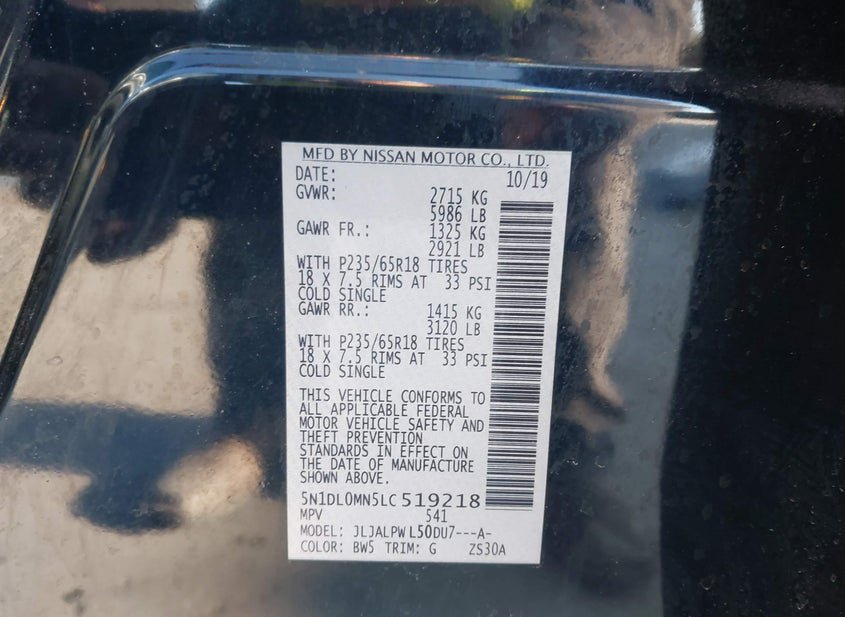 MFD BY NISSAN MOTOR CO., LTD.
DATE: 10/19
GVWR: 2715 KG
5986 LB
GAWR FR.: 1325 KG
2921 LB
WITH P235/65R18 TIRES
18 X 7.5 RIMS AT 33 PSI
COLD SINGLE
GAWR RR.: 1415 KG
3120 LB
WITH P235/65R18 TIRES
18 X 7.5 RIMS AT 33 PSI
COLD SINGLE
THIS VEHICLE CONFORMS TO
ALL APPLICABLE FEDERAL
MOTOR VEHICLE SAFETY AND
THEFT PREVENTION
STANDARDS IN EFFECT ON
THE DATE OF MANUFACTURE
SHOWN ABOVE.
5N1DL0MN5LC519218
MPV 541
MODEL: JLJALPWL50DU7---A-
COLOR: BW5 TRIM: G ZS30A